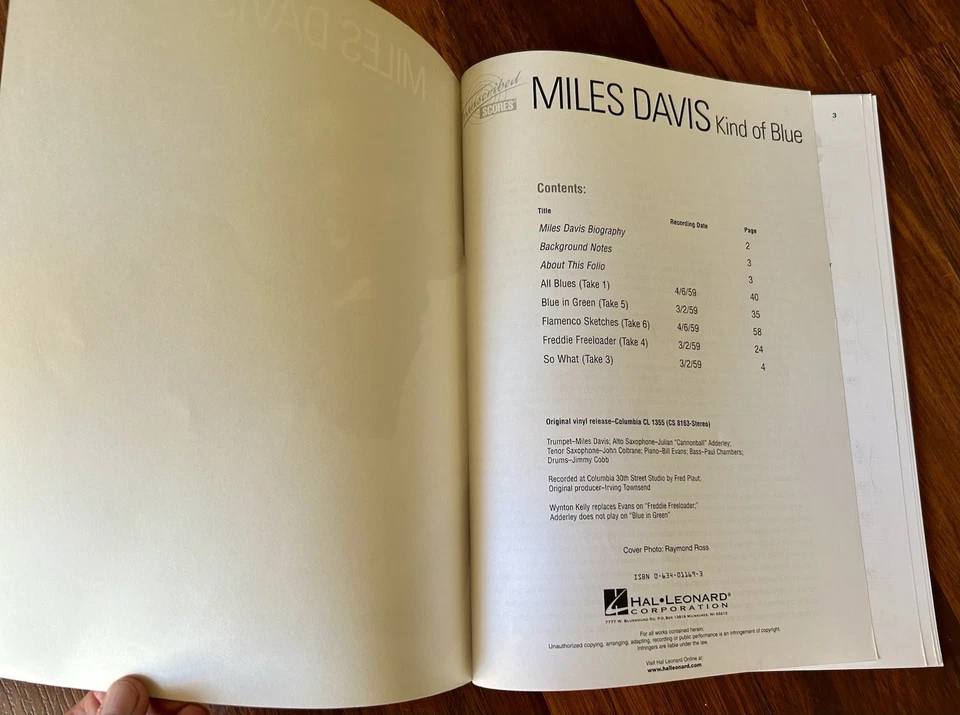 MILES DAVIS
Transcribed
SCORES
MILES DAVIS Kind of Blue
3
Contents:
Title Recording Date Page
Miles Davis Biography 2
Background Notes 3
About This Folio 3
All Blues (Take 1) 4/6/59 40
Blue in Green (Take 5) 3/2/59 35
Flamenco Sketches (Take 6) 4/6/59 58
Freddie Freeloader (Take 4) 3/2/59 24
So What (Take 3) 3/2/59 4
Original vinyl release–Columbia CL 1355 (CS 8163-Stereo)
Trumpet–Miles Davis; Alto Saxophone–Julian "Cannonball" Adderley;
Tenor Saxophone–John Coltrane; Piano–Bill Evans; Bass–Paul Chambers;
Drums–Jimmy Cobb
Recorded at Columbia 30th Street Studio by Fred Plaut;
Original producer–Irving Townsend
Wynton Kelly replaces Evans on "Freddie Freeloader;"
Adderley does not play on "Blue in Green"
Cover Photo: Raymond Ross
ISBN 0-634-01169-3
HAL•LEONARD®
CORPORATION
7777 W. BLUEMOUND RD. P.O. BOX 13819 MILWAUKEE, WI 53213
For all works contained herein:
Unauthorized copying, arranging, adapting, recording or public performance is an infringement of copyright.
Infringers are liable under the law.
Visit Hal Leonard Online at
www.halleonard.com